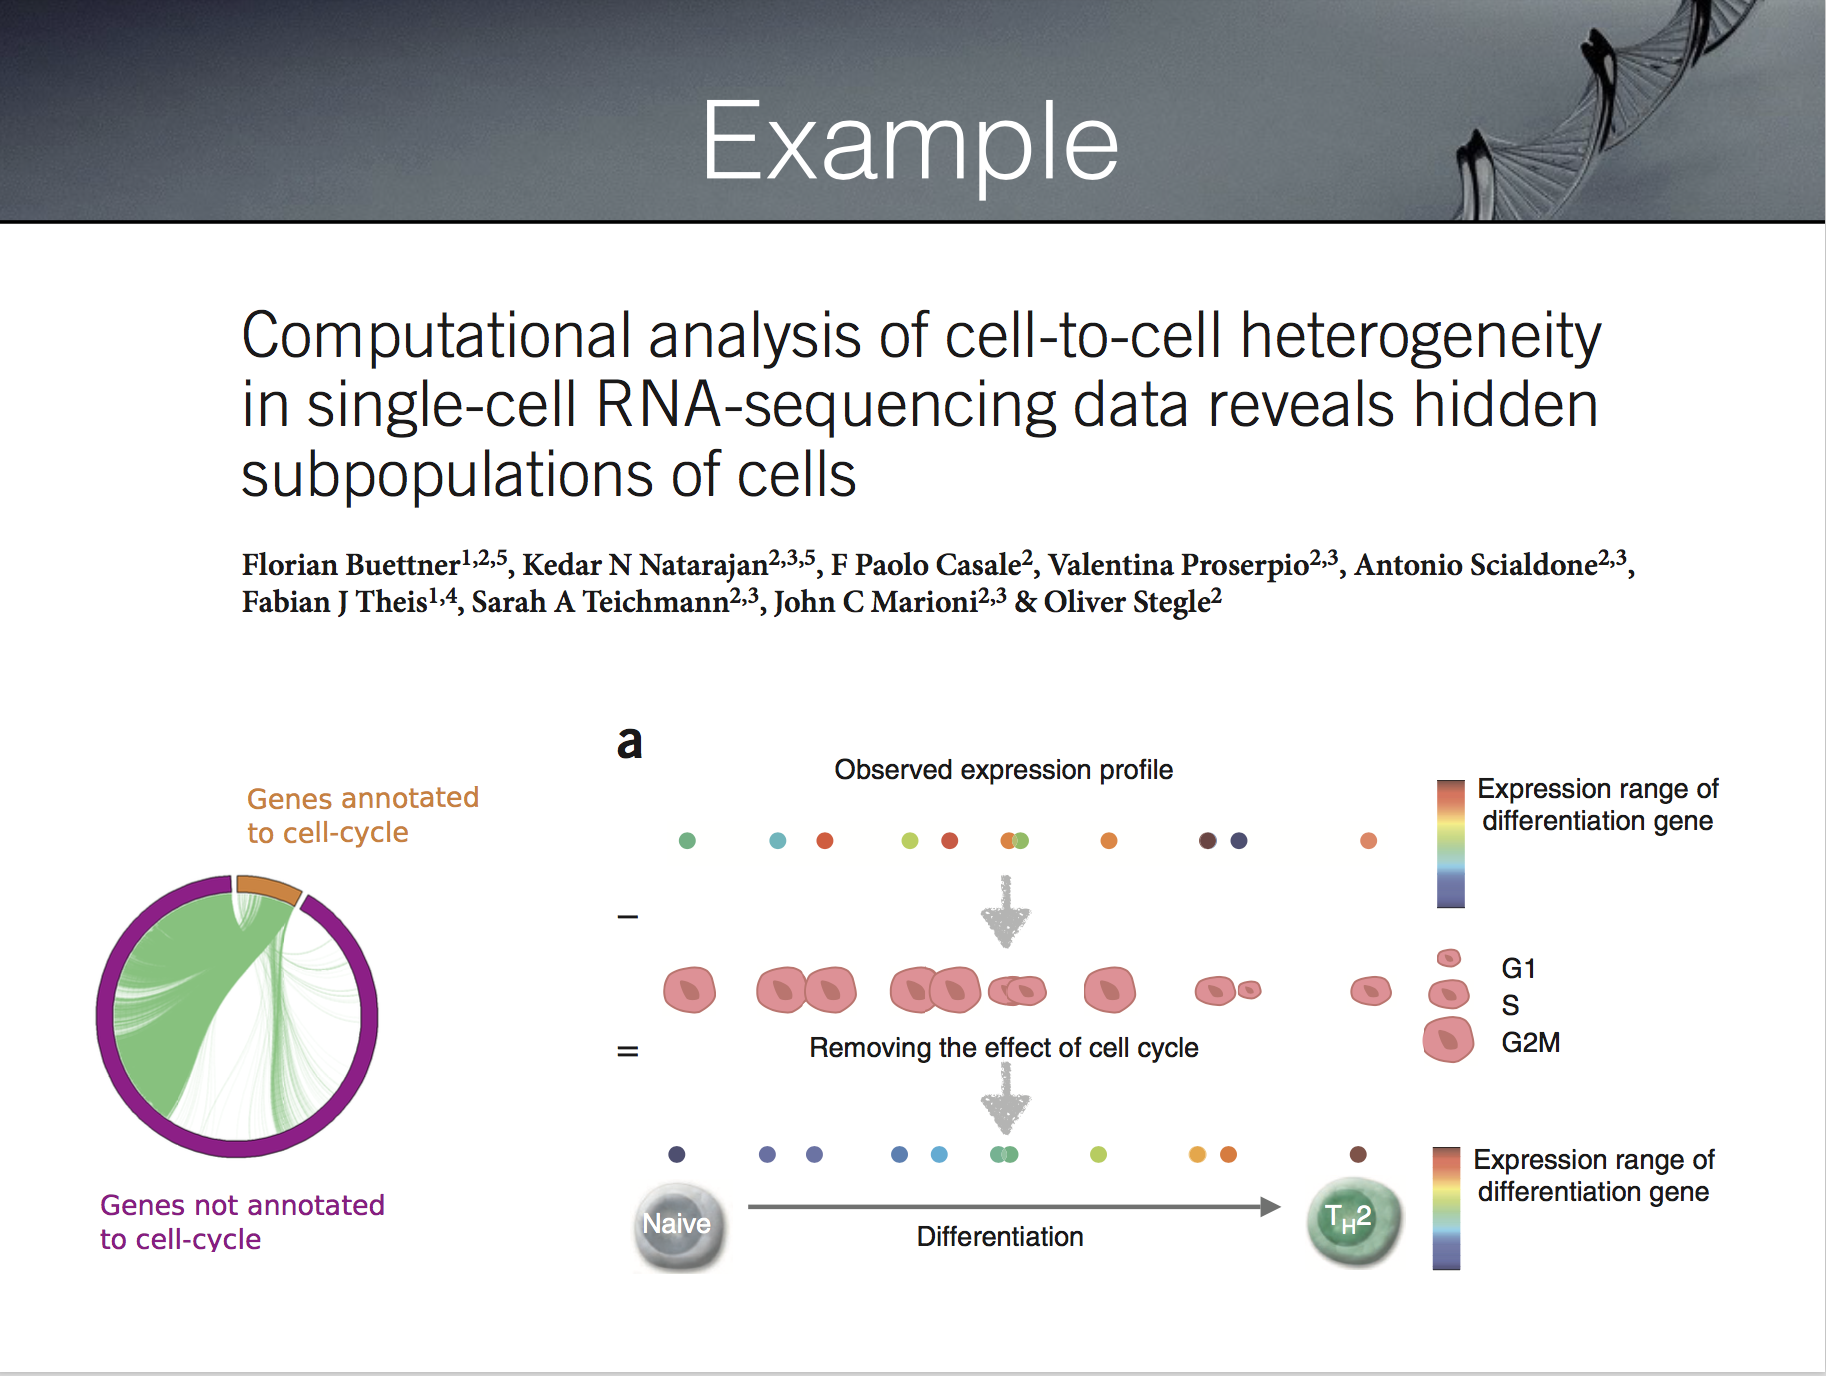 Example
Computational analysis of cell-to-cell heterogeneity
in single-cell RNA-sequencing data reveals hidden
subpopulations of cells
Florian Buettner1,2,5, Kedar N Natarajan2,3,5, F Paolo Casale2, Valentina Proserpio2,3, Antonio Scialdone2,3,
Fabian J Theis1,4, Sarah A Teichmann2,3, John C Marioni2,3 & Oliver Stegle2
Genes annotated
to cell-cycle
Genes not annotated
to cell-cycle
a
Observed expression profile
Expression range of
differentiation gene
–
G1
S
G2M
=
Removing the effect of cell cycle
Naive
Differentiation
TH2
Expression range of
differentiation gene